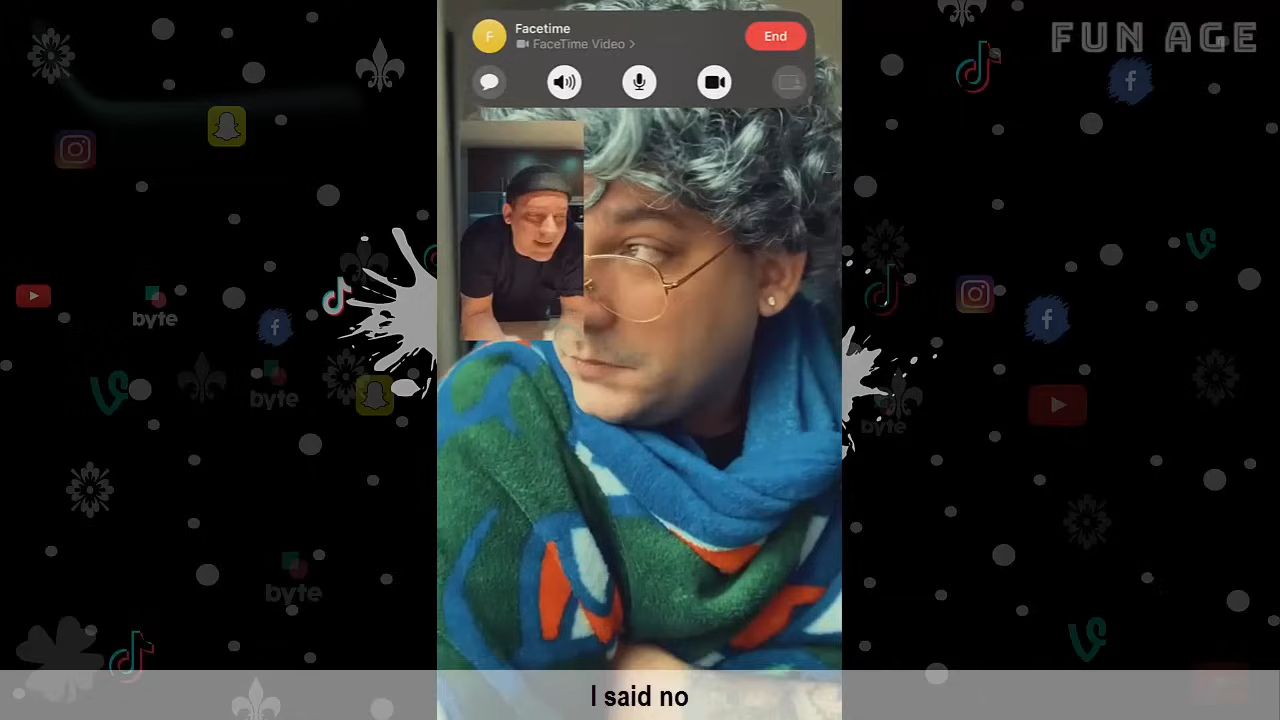 Facetime
FaceTime Video
F
End
FUN AGE
byte
byte
byte
byte
I said no